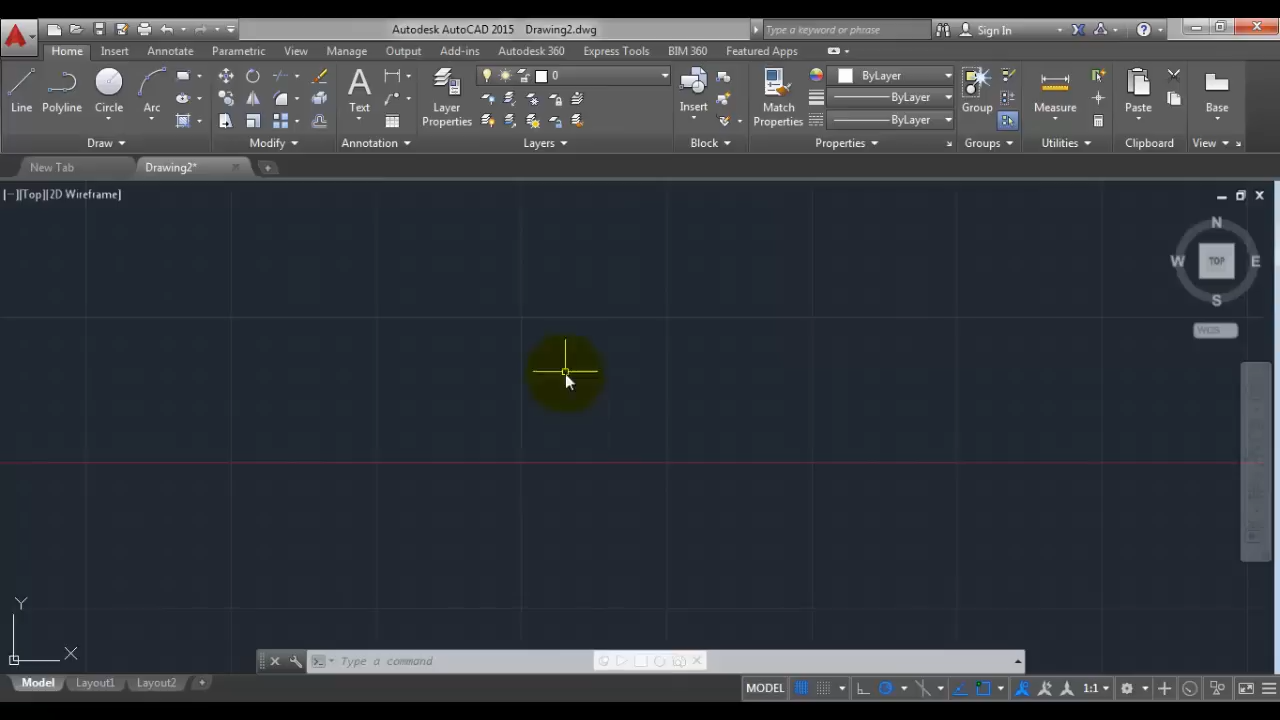 Autodesk AutoCAD 2015 Drawing2.dwg
Type a keyword or phrase
Sign In
Home Insert Annotate Parametric View Manage Output Add-ins Autodesk 360 Express Tools BIM 360 Featured Apps
Line Polyline Circle Arc
Text
Layer
Properties
0
Insert
Match
Properties
ByLayer
ByLayer
ByLayer
Group
Measure
Paste
Base
Draw Modify Annotation Layers Block Properties Groups Utilities Clipboard View
New Tab Drawing2*
[−][Top][2D Wireframe]
N
W TOP E
S
WCS
Y
X
Type a command
Model Layout1 Layout2
MODEL 1:1